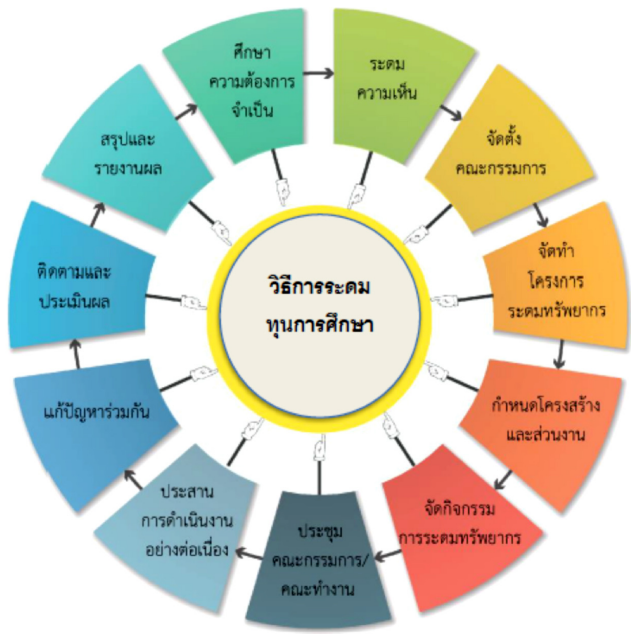 ศึกษา
ความต้องการ
จำเป็น
ระดม
ความเห็น
จัดตั้ง
คณะกรรมการ
จัดทำ
โครงการ
ระดมทรัพยากร
กำหนดโครงสร้าง
และส่วนงาน
จัดกิจกรรม
การระดมทรัพยากร
ประชุม
คณะกรรมการ/
คณะทำงาน
ประสาน
การดำเนินงาน
อย่างต่อเนื่อง
แก้ปัญหาร่วมกัน
ติดตามและ
ประเมินผล
สรุปและ
รายงานผล
วิธีการระดม
ทุนการศึกษา